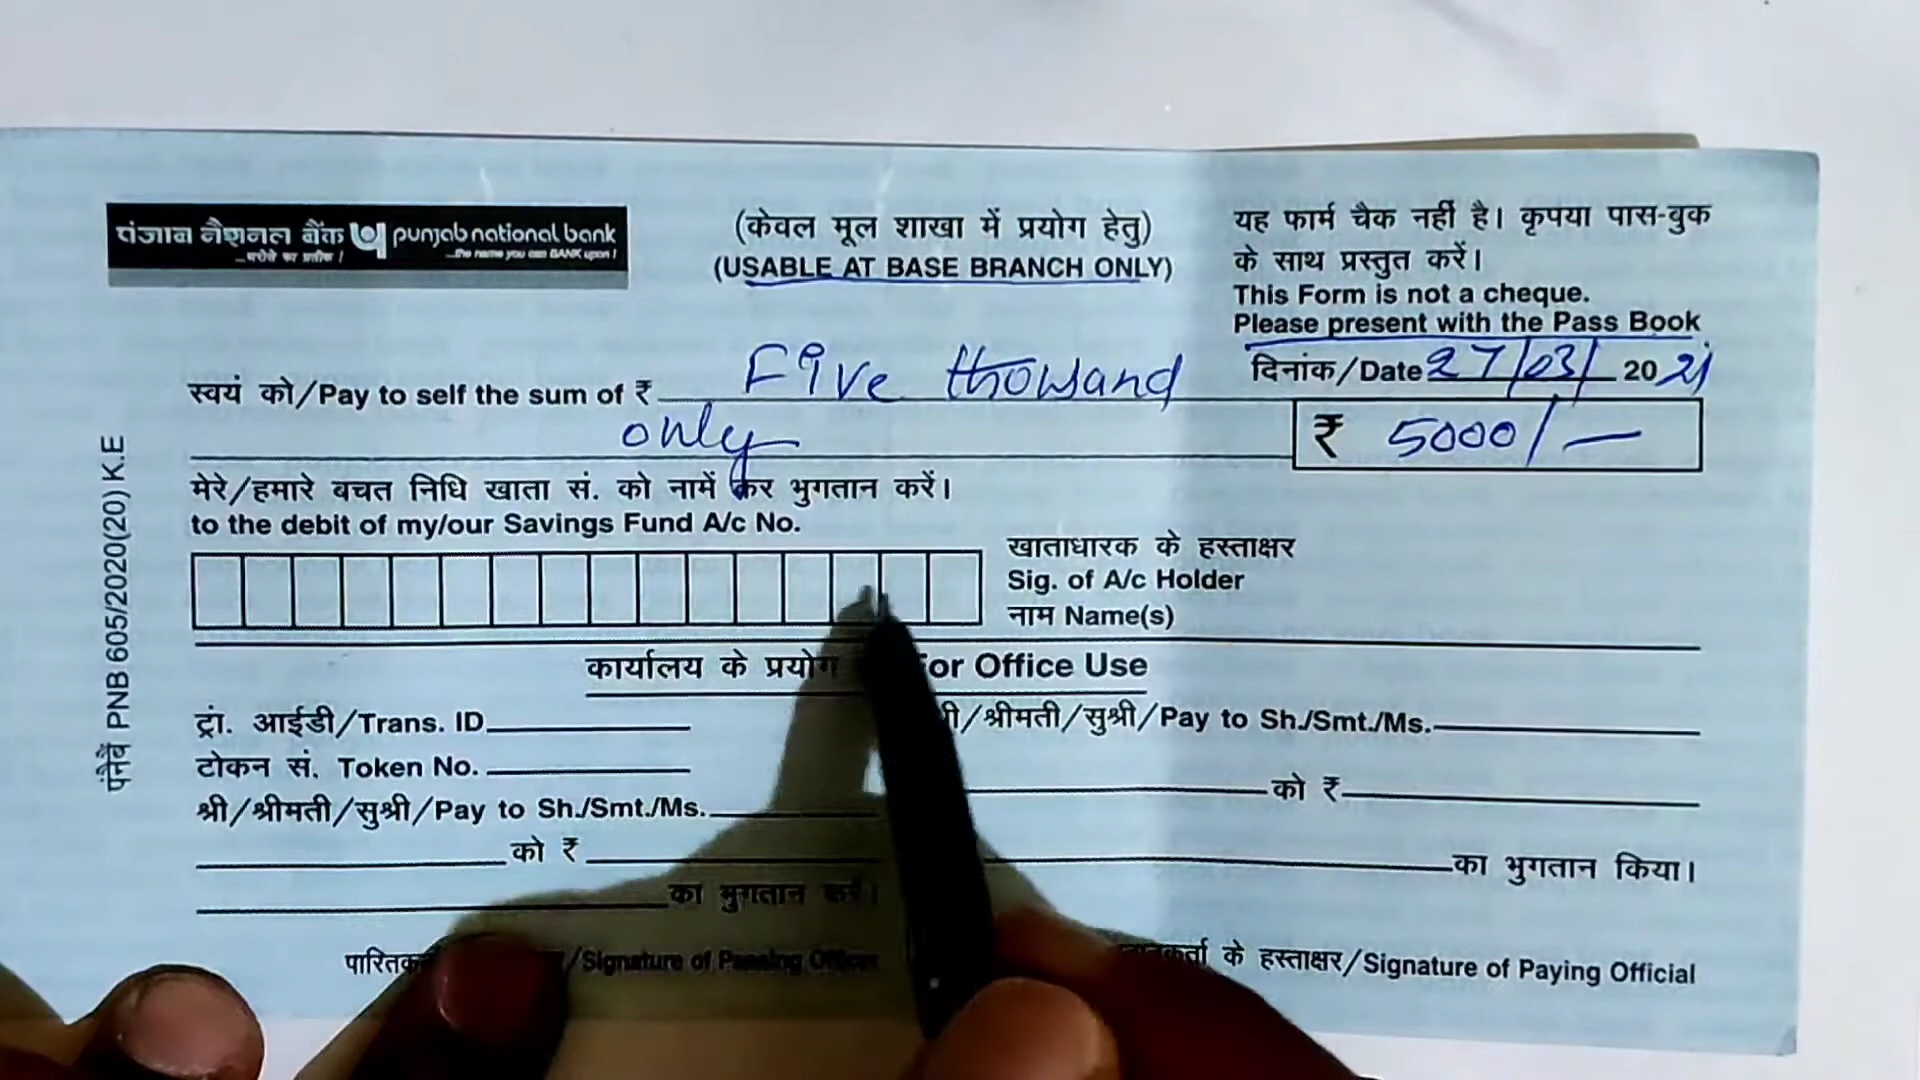 पंजाब नैशनल बैंक punjab national bank
...भरोसे का प्रतीक ! ...the name you can BANK upon !
(केवल मूल शाखा में प्रयोग हेतु)
(USABLE AT BASE BRANCH ONLY)
यह फार्म चैक नहीं है। कृपया पास-बुक
के साथ प्रस्तुत करें।
This Form is not a cheque.
Please present with the Pass Book
दिनांक/Date 27/03/ 2021
स्वयं को/Pay to self the sum of ₹ Five thousand
only
₹ 5000/-
मेरे/हमारे बचत निधि खाता सं. को नामें कर भुगतान करें।
to the debit of my/our Savings Fund A/c No.
खाताधारक के हस्ताक्षर
Sig. of A/c Holder
नाम Name(s)
कार्यालय के प्रयोग or Office Use
ट्रां. आईडी/Trans. ID
टोकन सं. Token No.
श्री/श्रीमती/सुश्री/Pay to Sh./Smt./Ms.
को ₹
का भुगतान करें।
/Signature of Passing Officer
/श्रीमती/सुश्री/Pay to Sh./Smt./Ms.
को ₹
का भुगतान किया।
के हस्ताक्षर/Signature of Paying Official
पंनैबैं PNB 605/2020(20) K.E